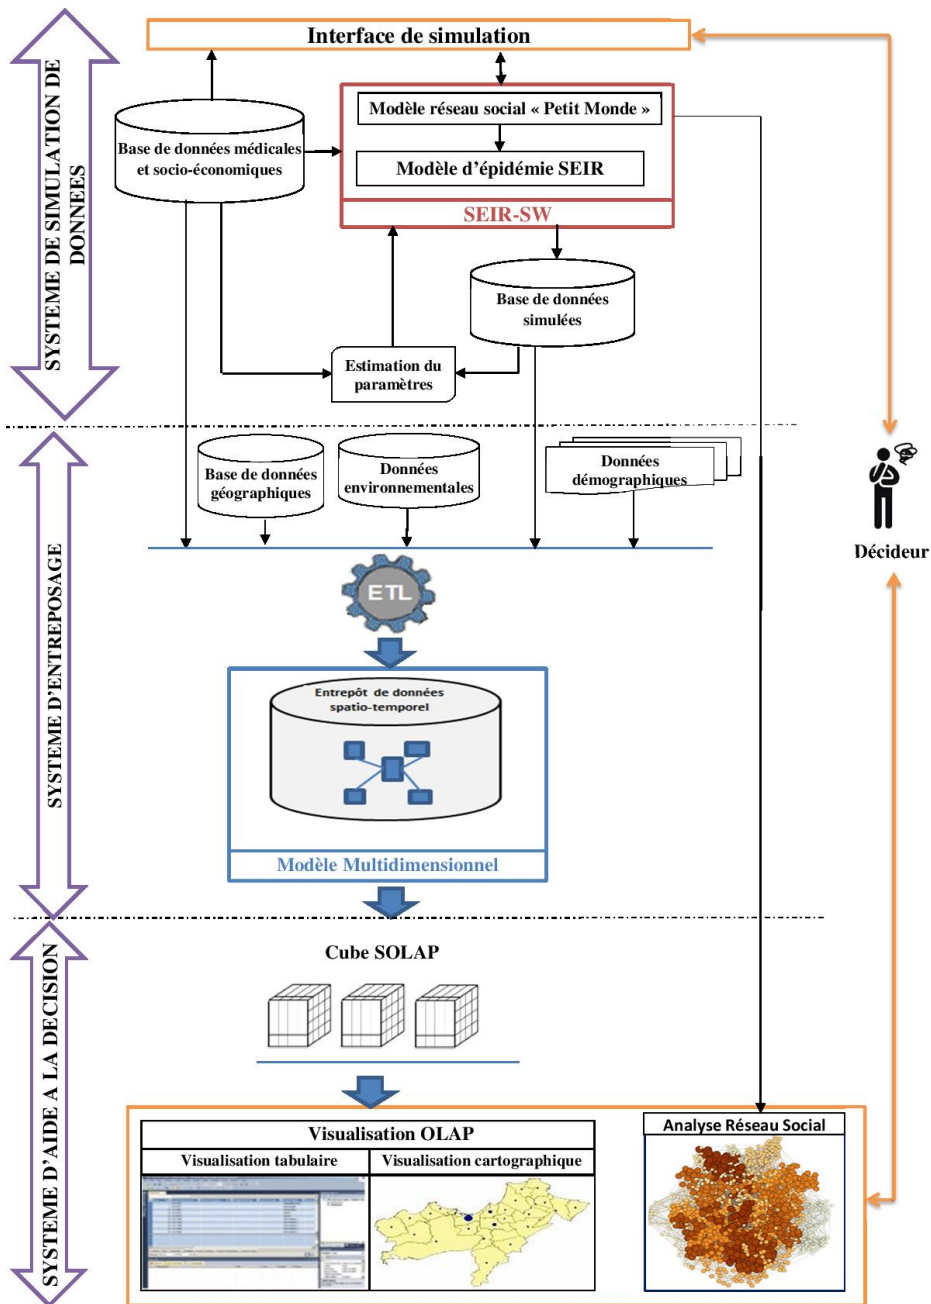 SYSTEME DE SIMULATION DE
DONNEES
Interface de simulation
Modèle réseau social « Petit Monde »
Base de données médicales
et socio-économiques
Modèle d'épidémie SEIR
SEIR-SW
Base de données
simulées
Estimation du
paramètres
SYSTEME D'ENTREPOSAGE
Base de données
géographiques
Données
environnementales
Données
démographiques
Décideur
ETL
Entrepôt de données
spatio-temporel
Modèle Multidimensionnel
SYSTEME D'AIDE A LA DECISION
Cube SOLAP
Visualisation OLAP
Visualisation tabulaire
Visualisation cartographique
Analyse Réseau Social